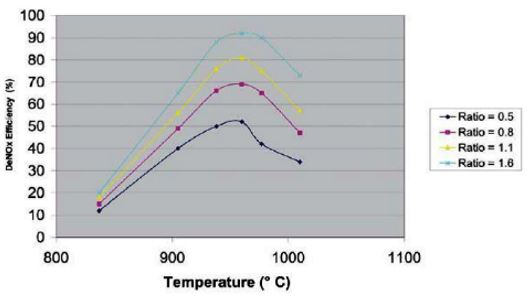 100
90
80
70
60
50
40
30
20
10
0
DeNOx Efficiency (%)
800
900
1000
1100
Temperature (° C)
Ratio = 0.5
Ratio = 0.8
Ratio = 1.1
Ratio = 1.6